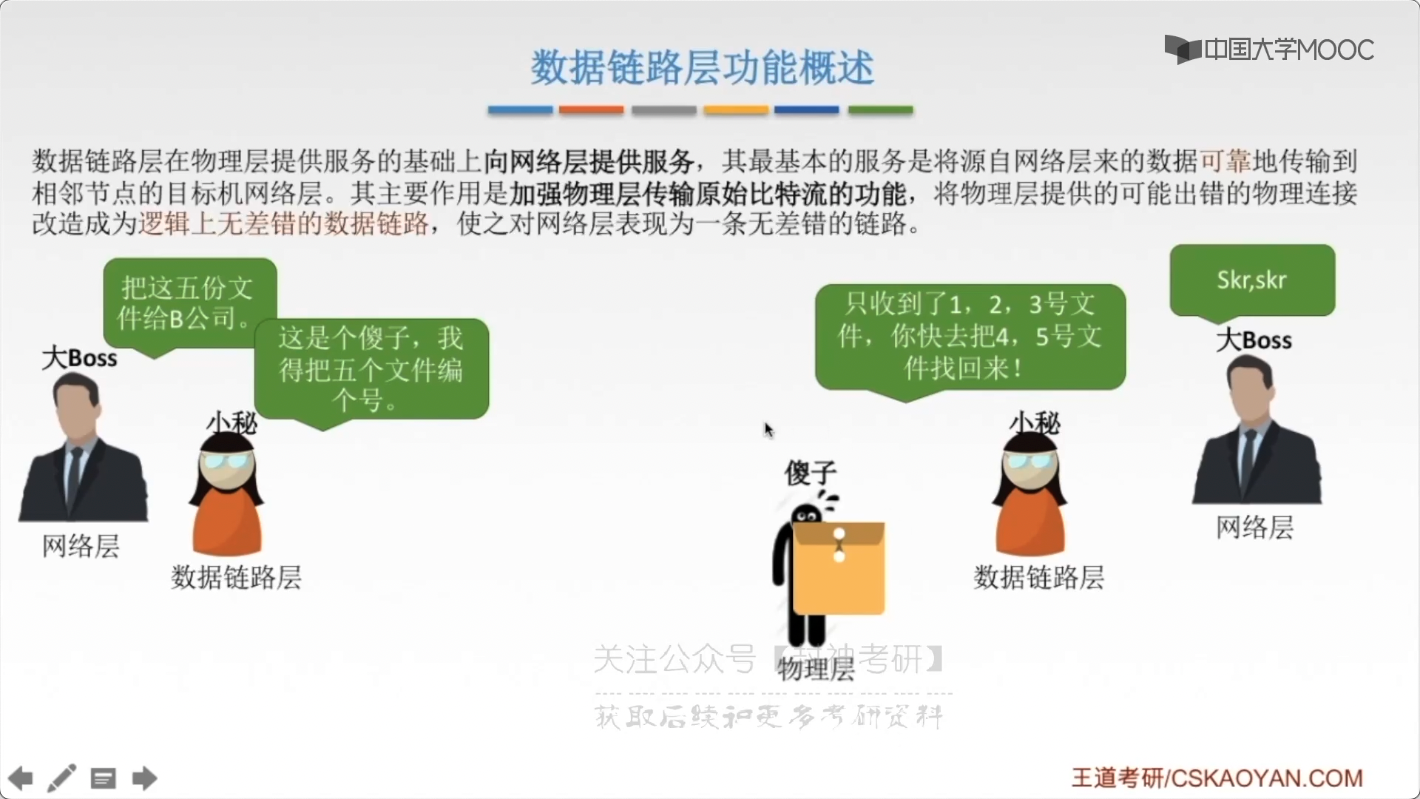 中国大学MOOC
数据链路层功能概述
数据链路层在物理层提供服务的基础上向网络层提供服务，其最基本的服务是将源自网络层来的数据可靠地传输到
相邻节点的目标机网络层。其主要作用是加强物理层传输原始比特流的功能，将物理层提供的可能出错的物理连接
改造成为逻辑上无差错的数据链路，使之对网络层表现为一条无差错的链路。
把这五份文
件给B公司。
大Boss
网络层
这是个傻子，我
得把五个文件编
个号。
小秘
数据链路层
傻子
物理层
只收到了1，2，3号文
件，你快去把4，5号文
件找回来！
小秘
数据链路层
Skr,skr
大Boss
网络层
关注公众号【封神考研】
获取后续和更多考研资料
王道考研/CSKAOYAN.COM